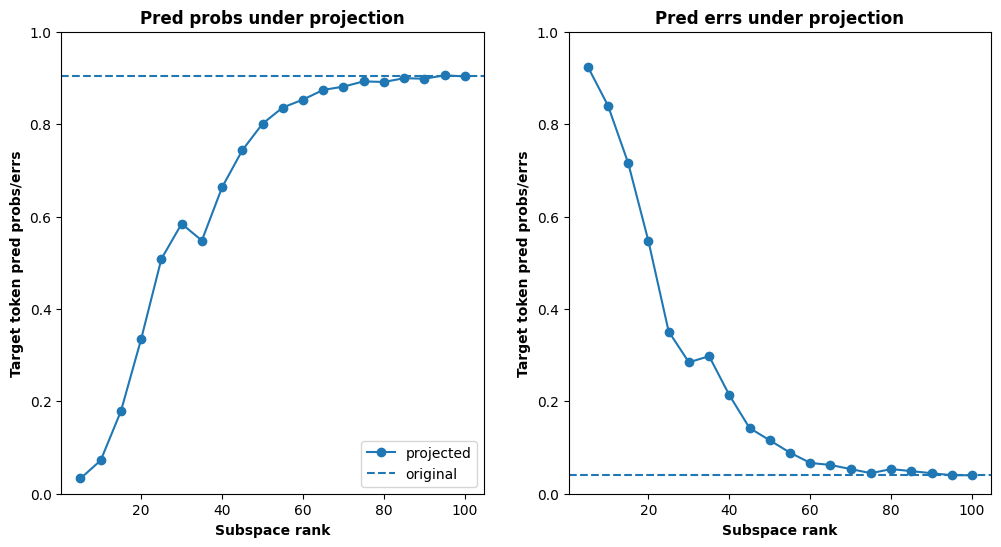 Pred probs under projection
Target token pred probs/errs
1.0
0.8
0.6
0.4
0.2
0.0
20
40
60
80
100
Subspace rank
projected
original
Pred errs under projection
Target token pred probs/errs
1.0
0.8
0.6
0.4
0.2
0.0
20
40
60
80
100
Subspace rank